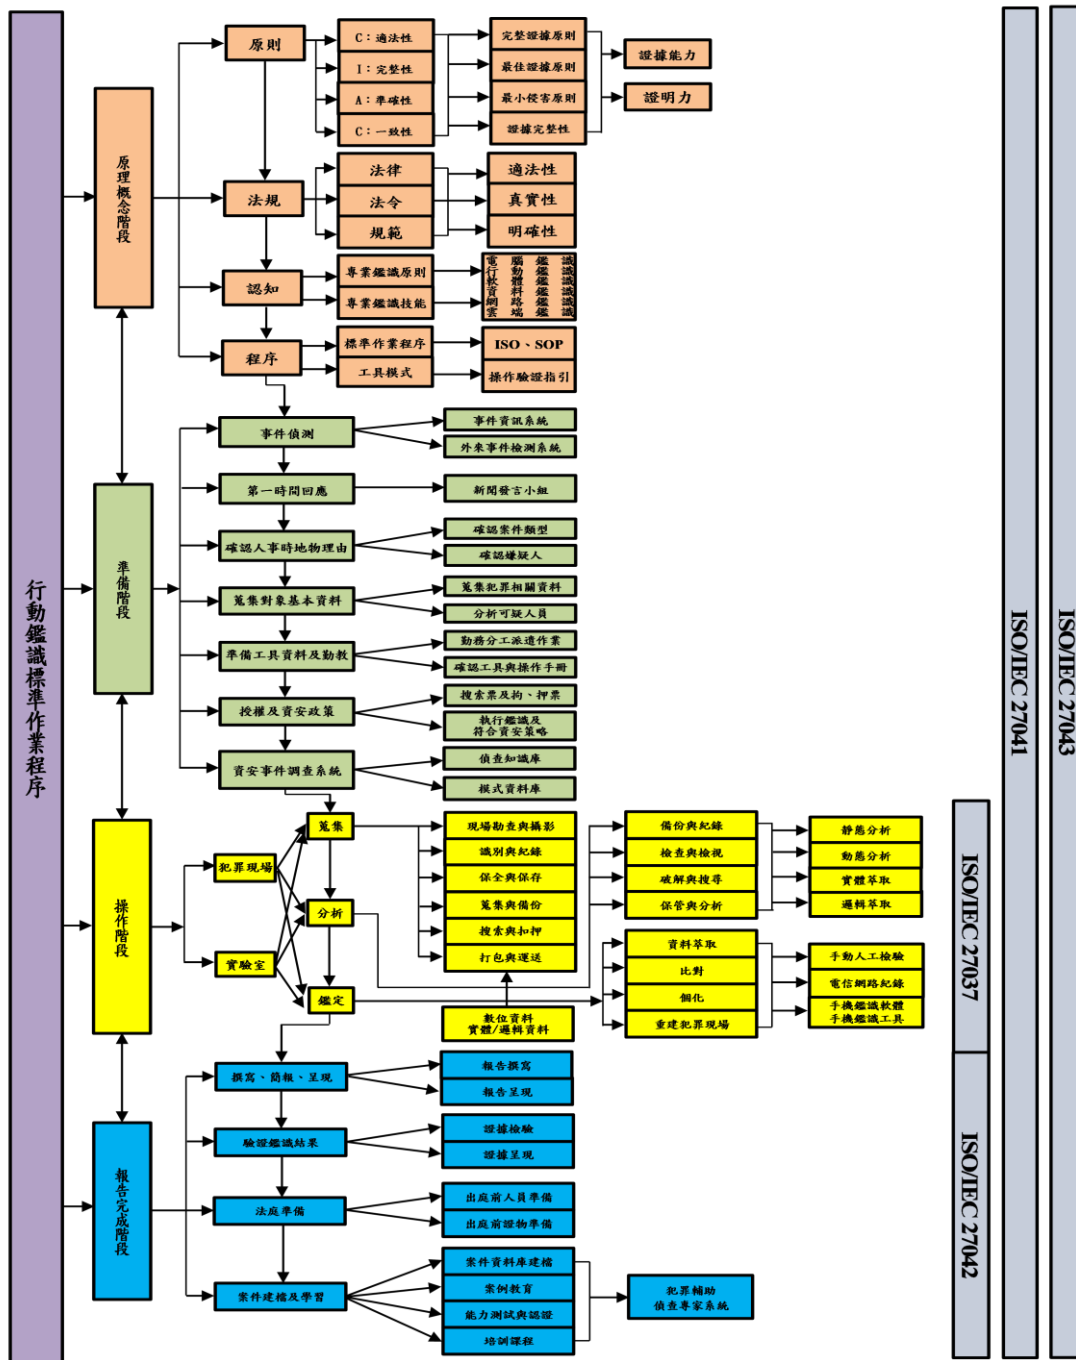 行動鑑識標準作業程序
原理概念階段
原則
C：適法性
I：完整性
A：準確性
C：一致性
完整證據原則
最佳證據原則
最小侵害原則
證據完整性
證據能力
證明力
法規
法律
法令
規範
適法性
真實性
明確性
認知
專業鑑識原則
專業鑑識技能
電腦鑑識
行動鑑識
軟體鑑識
資料鑑識
網路鑑識
雲端鑑識
程序
標準作業程序
工具模式
ISO、SOP
操作驗證指引
準備階段
事件偵測
事件資訊系統
外來事件檢測系統
第一時間回應
新聞發言小組
確認人事時地物理由
確認案件類型
確認嫌疑人
蒐集對象基本資料
蒐集犯罪相關資料
分析可疑人員
準備工具資料及勤教
勤務分工派遣作業
確認工具與操作手冊
授權及資安政策
搜索票及拘、押票
執行鑑識及
符合資安策略
資安事件調查系統
偵查知識庫
模式資料庫
操作階段
犯罪現場
實驗室
蒐集
分析
鑑定
現場勘查與攝影
識別與紀錄
保全與保存
蒐集與備份
搜索與扣押
打包與運送
數位資料
實體/邏輯資料
備份與紀錄
檢查與檢視
破解與搜尋
保管與分析
靜態分析
動態分析
實體萃取
邏輯萃取
資料萃取
比對
個化
重建犯罪現場
手動人工檢驗
電信網路紀錄
手機鑑識軟體
手機鑑識工具
報告完成階段
撰寫、簡報、呈現
報告撰寫
報告呈現
驗證鑑識結果
證據檢驗
證據呈現
法庭準備
出庭前人員準備
出庭前證物準備
案件建檔及學習
案件資料庫建檔
案例教育
能力測試與認證
培訓課程
犯罪輔助
偵查專家系統
ISO/IEC 27037
ISO/IEC 27042
ISO/IEC 27041
ISO/IEC 27043